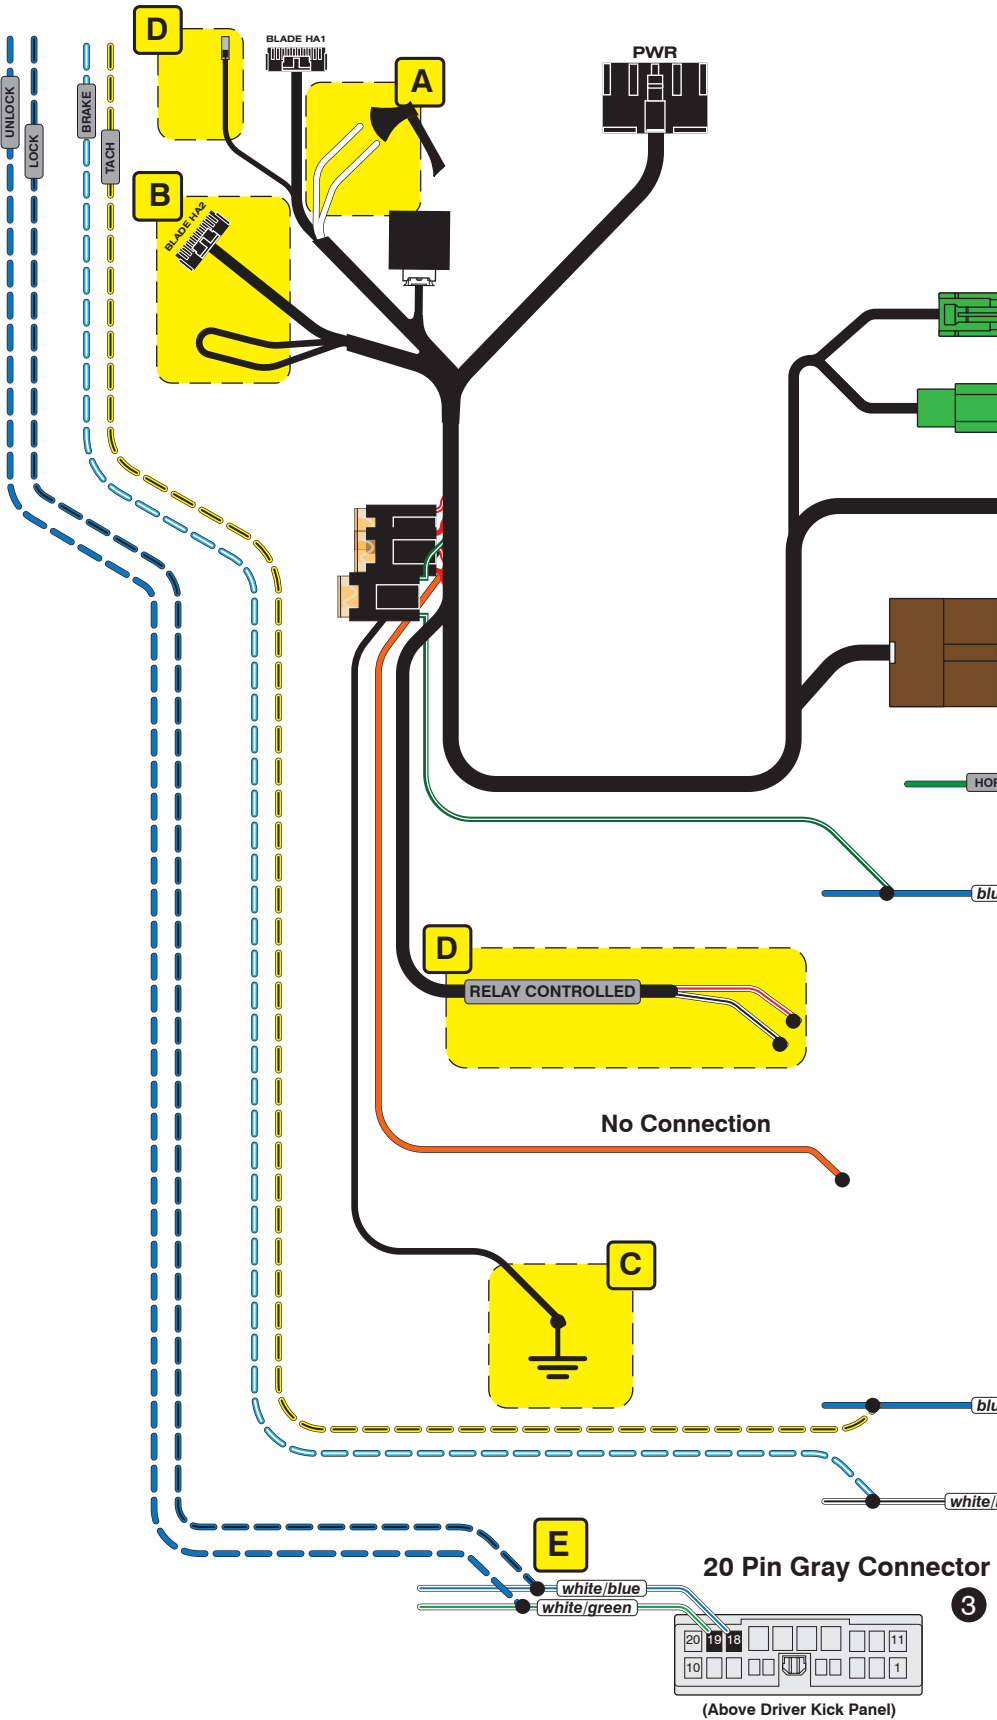 D
BLADE HA1
PWR
A
UNLOCK
LOCK
BRAKE
TACH
B
BLADE HA2
D
RELAY CONTROLLED
No Connection
C
E
white/blue
white/green
20 Pin Gray Connector
3
20
19
18
11
10
1
(Above Driver Kick Panel)